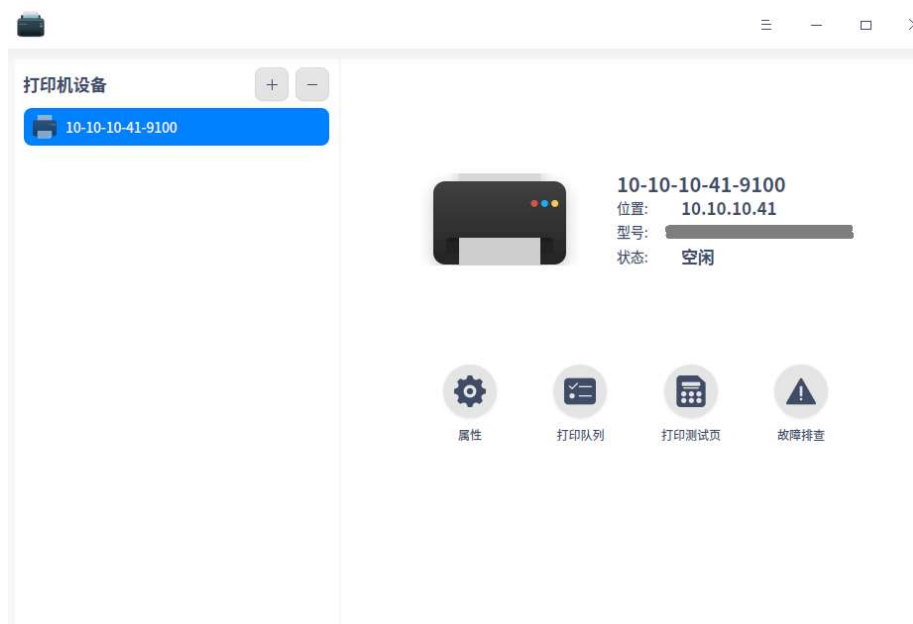 打印机设备
10-10-10-41-9100
10-10-10-41-9100
位置: 10.10.10.41
型号:
状态: 空闲
属性 打印队列 打印测试页 故障排查